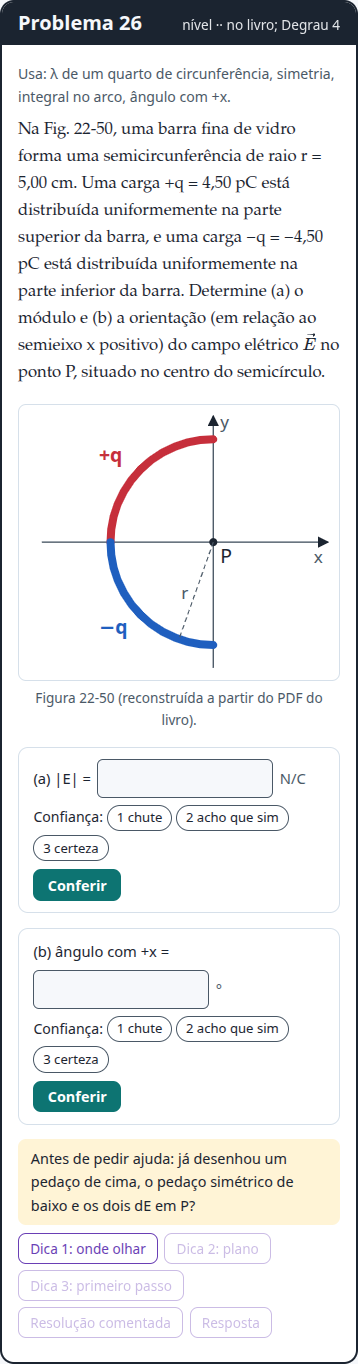 Problema 26 nível ·· no livro; Degrau 4
Usa: λ de um quarto de circunferência, simetria,
integral no arco, ângulo com +x.
Na Fig. 22-50, uma barra fina de vidro
forma uma semicircunferência de raio r =
5,00 cm. Uma carga +q = 4,50 pC está
distribuída uniformemente na parte
superior da barra, e uma carga −q = −4,50
pC está distribuída uniformemente na
parte inferior da barra. Determine (a) o
módulo e (b) a orientação (em relação ao
semieixo x positivo) do campo elétrico E⃗ no
ponto P, situado no centro do semicírculo.
y
+q
P
x
r
−q
Figura 22-50 (reconstruída a partir do PDF do
livro).
(a) |E| = N/C
Confiança: 1 chute 2 acho que sim
3 certeza
Conferir
(b) ângulo com +x =
°
Confiança: 1 chute 2 acho que sim
3 certeza
Conferir
Antes de pedir ajuda: já desenhou um
pedaço de cima, o pedaço simétrico de
baixo e os dois dE em P?
Dica 1: onde olhar Dica 2: plano
Dica 3: primeiro passo
Resolução comentada Resposta